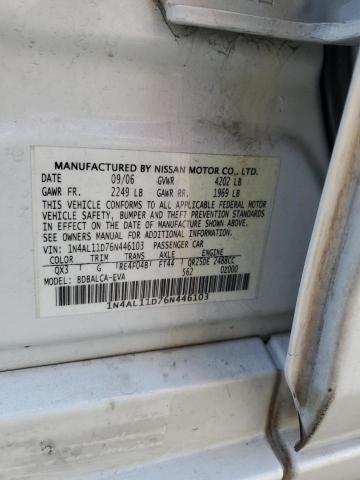 MANUFACTURED BY NISSAN MOTOR CO., LTD.
DATE 09/06 GVWR 4202 LB
GAWR FR. 2249 LB GAWR RR. 1969 LB
THIS VEHICLE CONFORMS TO ALL APPLICABLE FEDERAL MOTOR
VEHICLE SAFETY, BUMPER AND THEFT PREVENTION STANDARDS
IN EFFECT ON THE DATE OF MANUFACTURE SHOWN ABOVE.
SEE OWNERS MANUAL FOR ADDITIONAL INFORMATION
VIN: 1N4AL11D76N446103 PASSENGER CAR
COLOR TRIM TRANS AXLE ENGINE
QX3 G RE4F04B FT44 QR25DE 2488CC
MODEL: BDBALCA-EVA 562
1N4AL11D76N446103